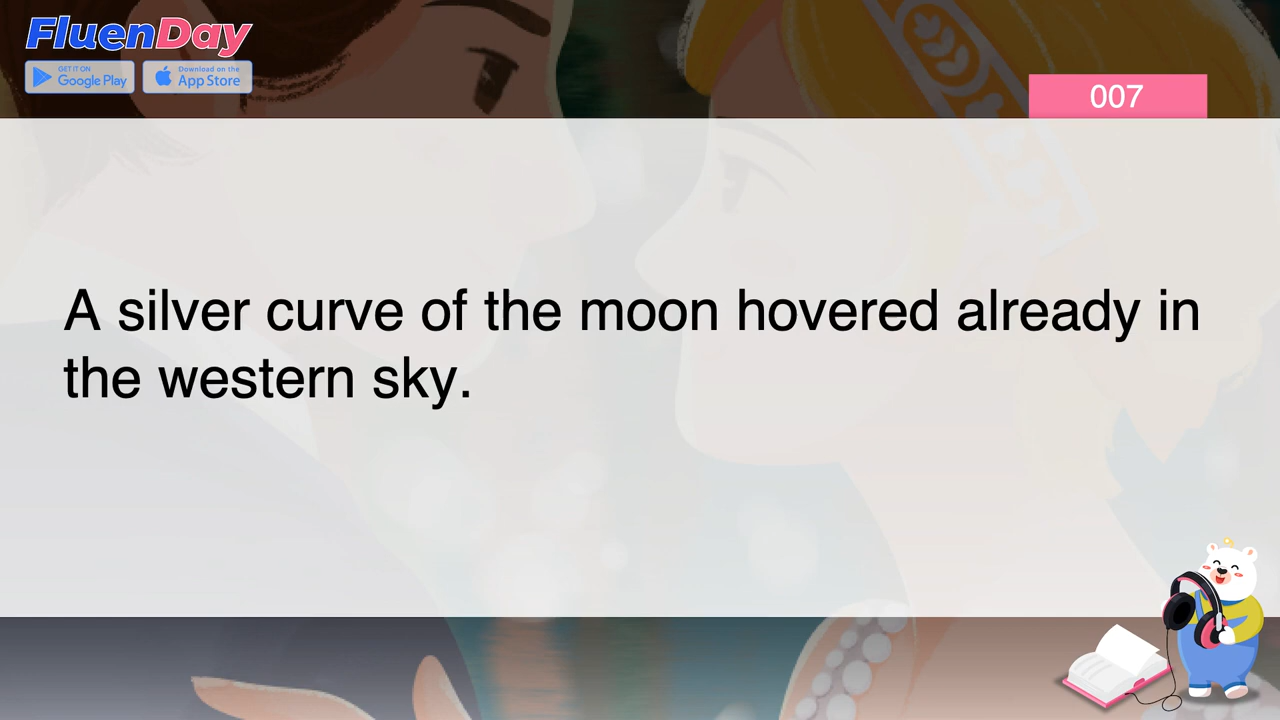 FluenDay
GET IT ON
Google Play
Download on the
App Store
007
A silver curve of the moon hovered already in
the western sky.